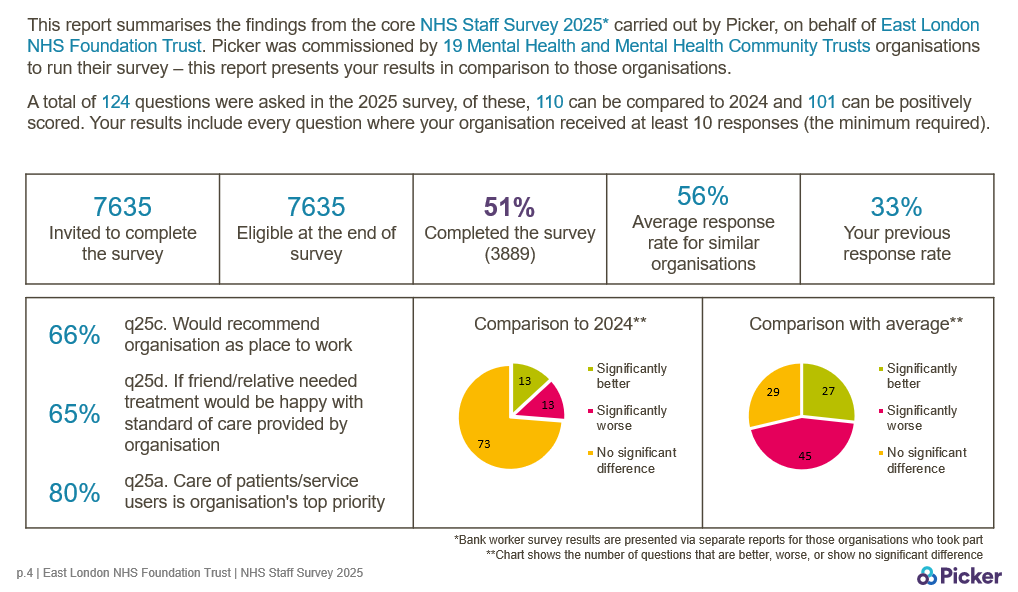 This report summarises the findings from the core NHS Staff Survey 2025* carried out by Picker, on behalf of East London
NHS Foundation Trust. Picker was commissioned by 19 Mental Health and Mental Health Community Trusts organisations
to run their survey – this report presents your results in comparison to those organisations.
A total of 124 questions were asked in the 2025 survey, of these, 110 can be compared to 2024 and 101 can be positively
scored. Your results include every question where your organisation received at least 10 responses (the minimum required).
7635
Invited to complete
the survey
7635
Eligible at the end of
survey
51%
Completed the survey
(3889)
56%
Average response
rate for similar
organisations
33%
Your previous
response rate
66%
q25c. Would recommend
organisation as place to work
65%
q25d. If friend/relative needed
treatment would be happy with
standard of care provided by
organisation
80%
q25a. Care of patients/service
users is organisation's top priority
Comparison to 2024**
13
13
73
Significantly
better
Significantly
worse
No significant
difference
Comparison with average**
29
27
45
Significantly
better
Significantly
worse
No significant
difference
*Bank worker survey results are presented via separate reports for those organisations who took part
**Chart shows the number of questions that are better, worse, or show no significant difference
p.4 | East London NHS Foundation Trust | NHS Staff Survey 2025
Picker